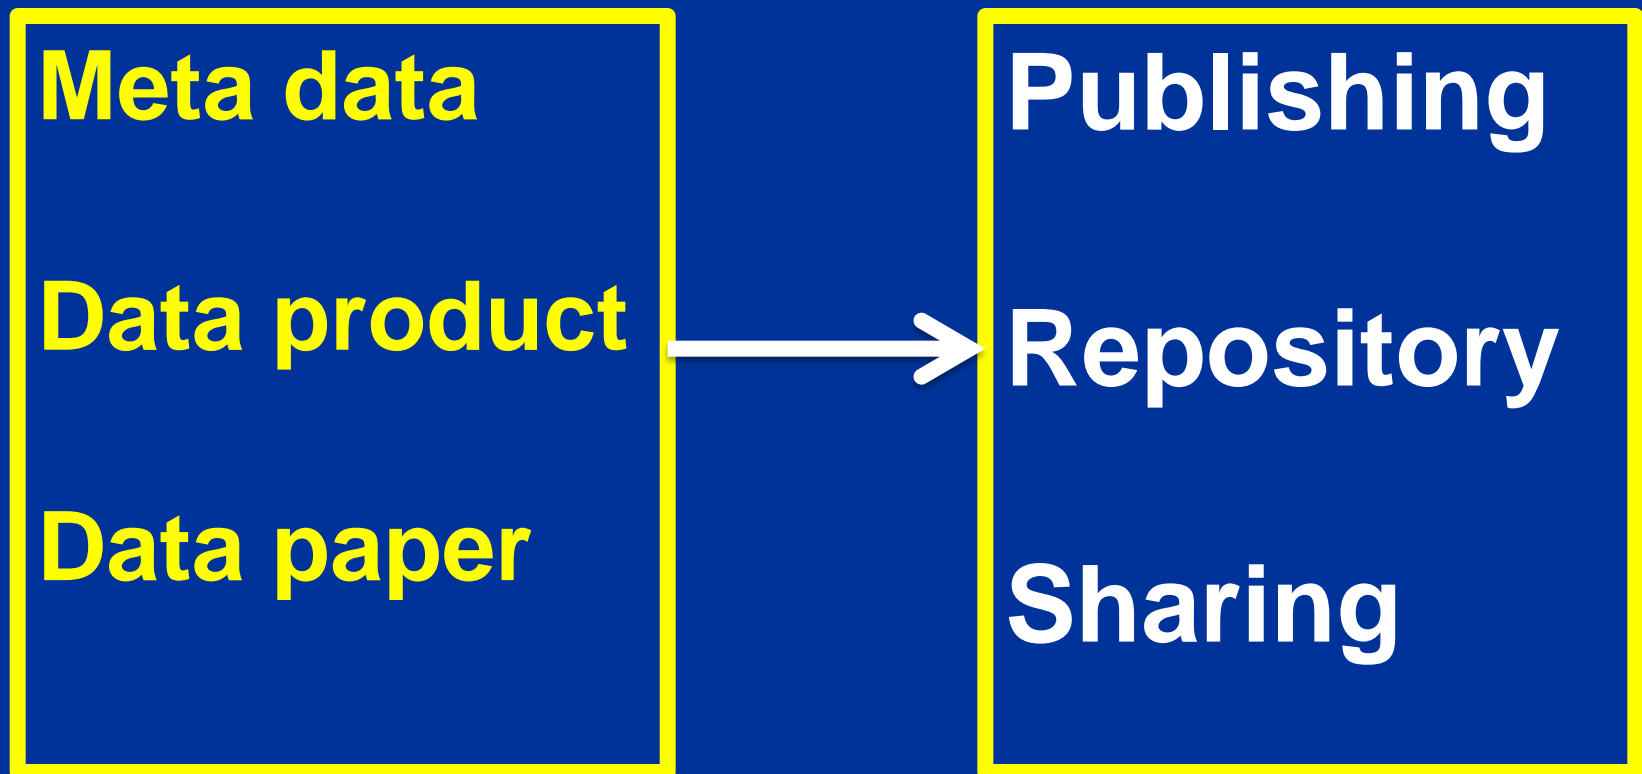 Meta data
Data product
Data paper
Publishing
Repository
Sharing